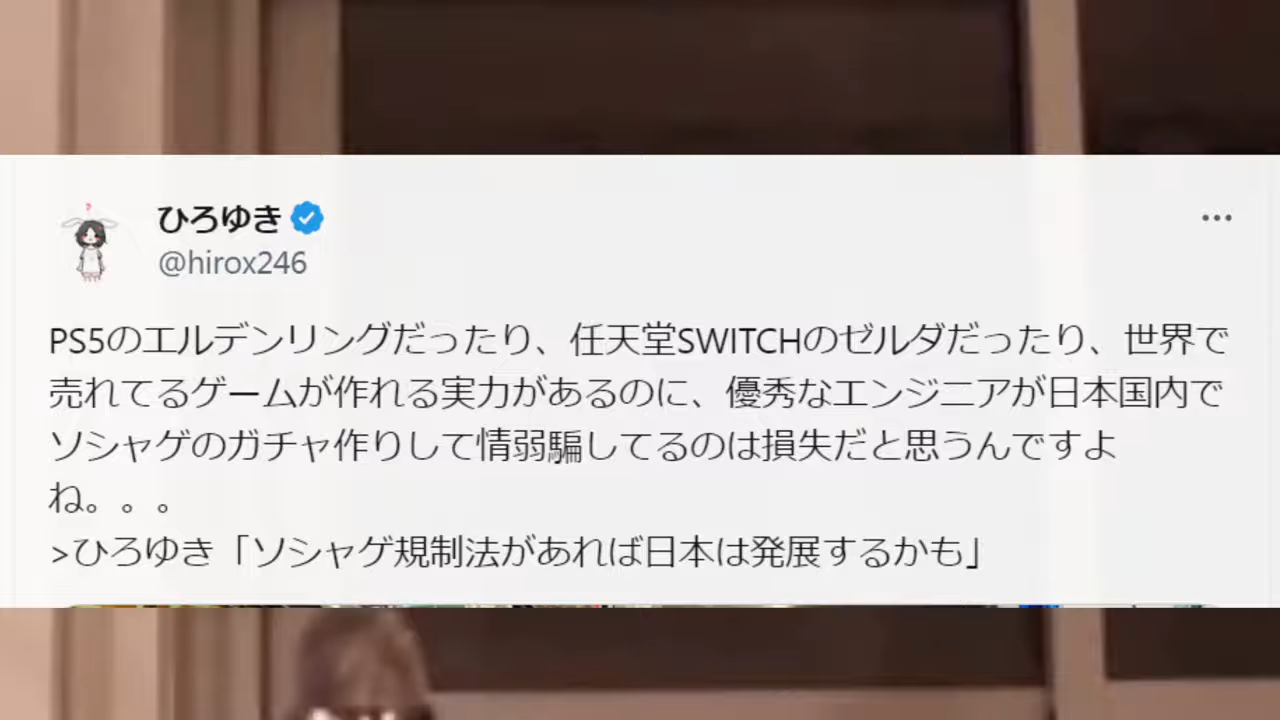 ひろゆき
@hirox246
PS5のエルデンリングだったり、任天堂SWITCHのゼルダだったり、世界で
売れてるゲームが作れる実力があるのに、優秀なエンジニアが日本国内で
ソシャゲのガチャ作りして情弱騙してるのは損失だと思うんですよ
ね。。。
>ひろゆき「ソシャゲ規制法があれば日本は発展するかも」